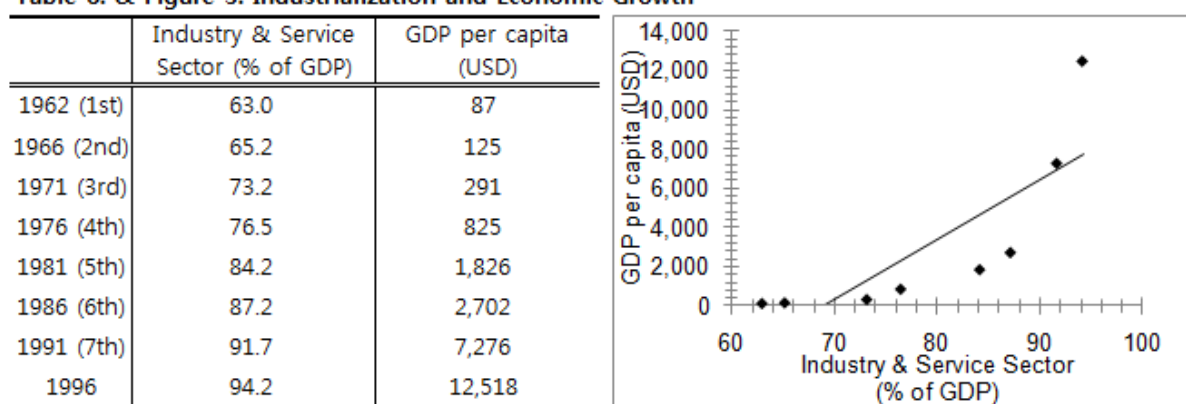 Table 6. & Figure 5. Industrialization and Economic Growth
Industry & Service Sector (% of GDP) GDP per capita (USD)
1962 (1st) 63.0 87
1966 (2nd) 65.2 125
1971 (3rd) 73.2 291
1976 (4th) 76.5 825
1981 (5th) 84.2 1,826
1986 (6th) 87.2 2,702
1991 (7th) 91.7 7,276
1996 94.2 12,518
GDP per capita (USD)
14,000
12,000
10,000
8,000
6,000
4,000
2,000
0
60 70 80 90 100
Industry & Service Sector
(% of GDP)